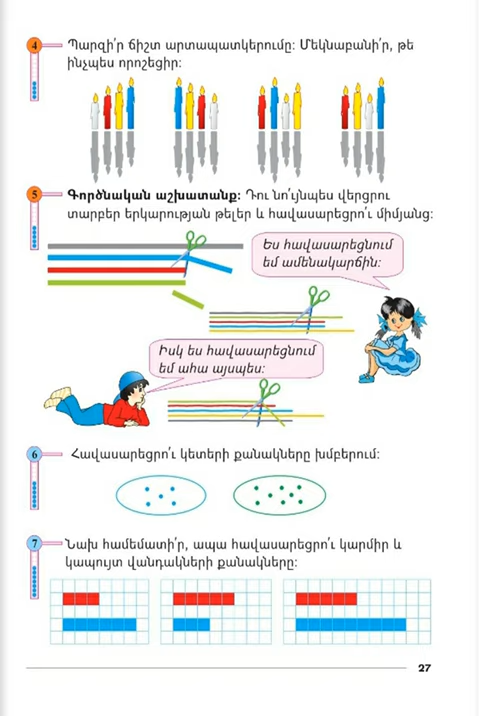 4 Պարզի՛ր ճիշտ արտապատկերումը։ Մեկնաբանի՛ր, թե
ինչպես որոշեցիր։
5 Գործնական աշխատանք։ Դու նո՛ւյնպես վերցրու
տարբեր երկարության թելեր և հավասարեցրո՛ւ միմյանց։
Ես հավասարեցնում
եմ ամենակարճին։
Իսկ ես հավասարեցնում
եմ ահա այսպես։
6 Հավասարեցրո՛ւ կետերի քանակները խմբերում։
7 Նախ համեմատի՛ր, ապա հավասարեցրո՛ւ կարմիր և
կապույտ վանդակների քանակները։
27